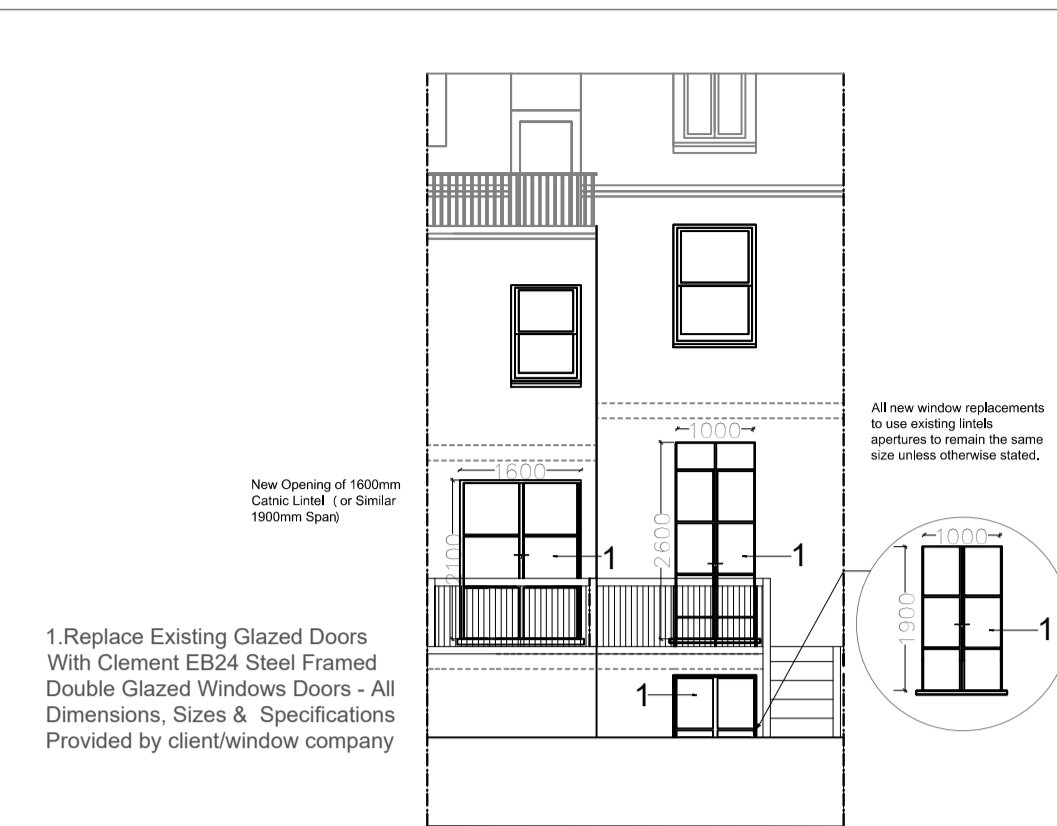 1000
All new window replacements
to use existing lintels
apertures to remain the same
size unless otherwise stated.
1600
New Opening of 1600mm
Catnic Lintel ( or Similar
1900mm Span)
2100
1
2600
1
1000
1900
1
1.Replace Existing Glazed Doors
With Clement EB24 Steel Framed
Double Glazed Windows Doors - All
Dimensions, Sizes & Specifications
Provided by client/window company
1